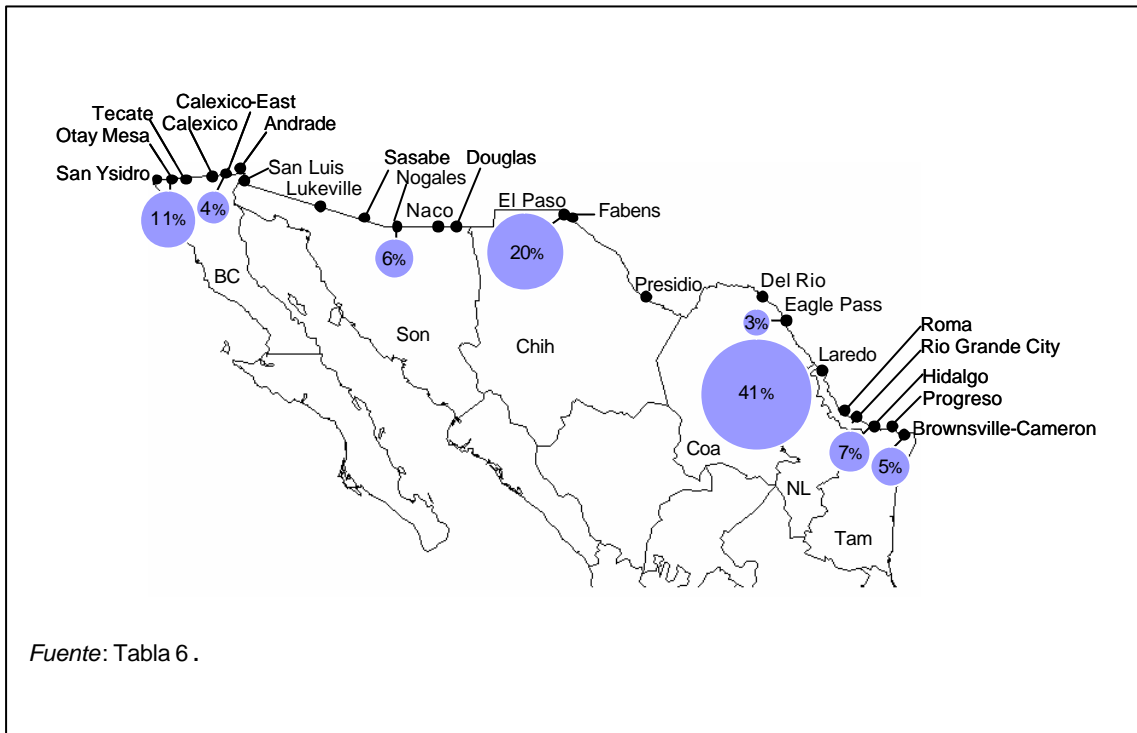 Calexico-East
Tecate
Calexico
Andrade
Otay Mesa
San Ysidro
San Luis
Lukeville
Sasabe
Nogales
Douglas
Naco
El Paso
Fabens
11%
4%
6%
20%
BC
Son
Chih
Presidio
Del Rio
Eagle Pass
3%
Laredo
Roma
Rio Grande City
Hidalgo
Progreso
Brownsville-Cameron
41%
7%
5%
Coa
NL
Tam
Fuente: Tabla 6.